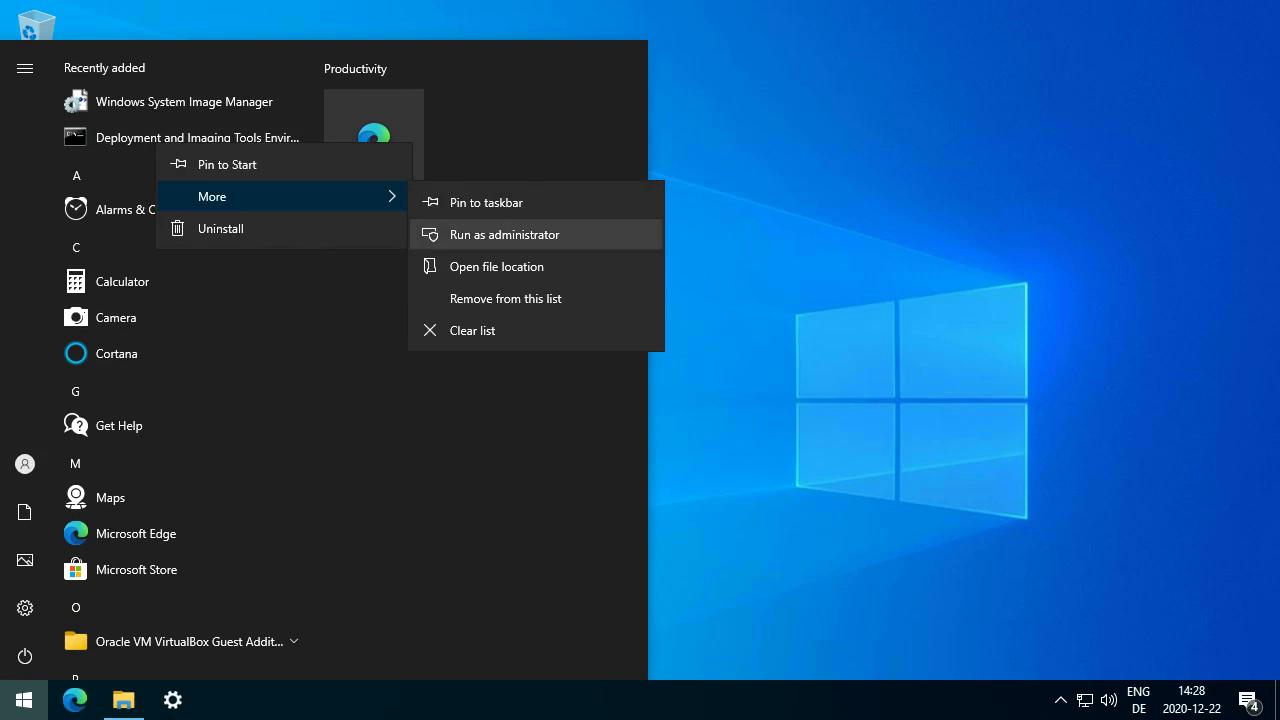 Recently added
Windows System Image Manager
Deployment and Imaging Tools Envir...
A
Alarms & C
C
Calculator
Camera
Cortana
G
Get Help
M
Maps
Microsoft Edge
Microsoft Store
O
Oracle VM VirtualBox Guest Addit...
Productivity
Pin to Start
More
Uninstall
Pin to taskbar
Run as administrator
Open file location
Remove from this list
Clear list
ENG
DE
14:28
2020-12-22
4